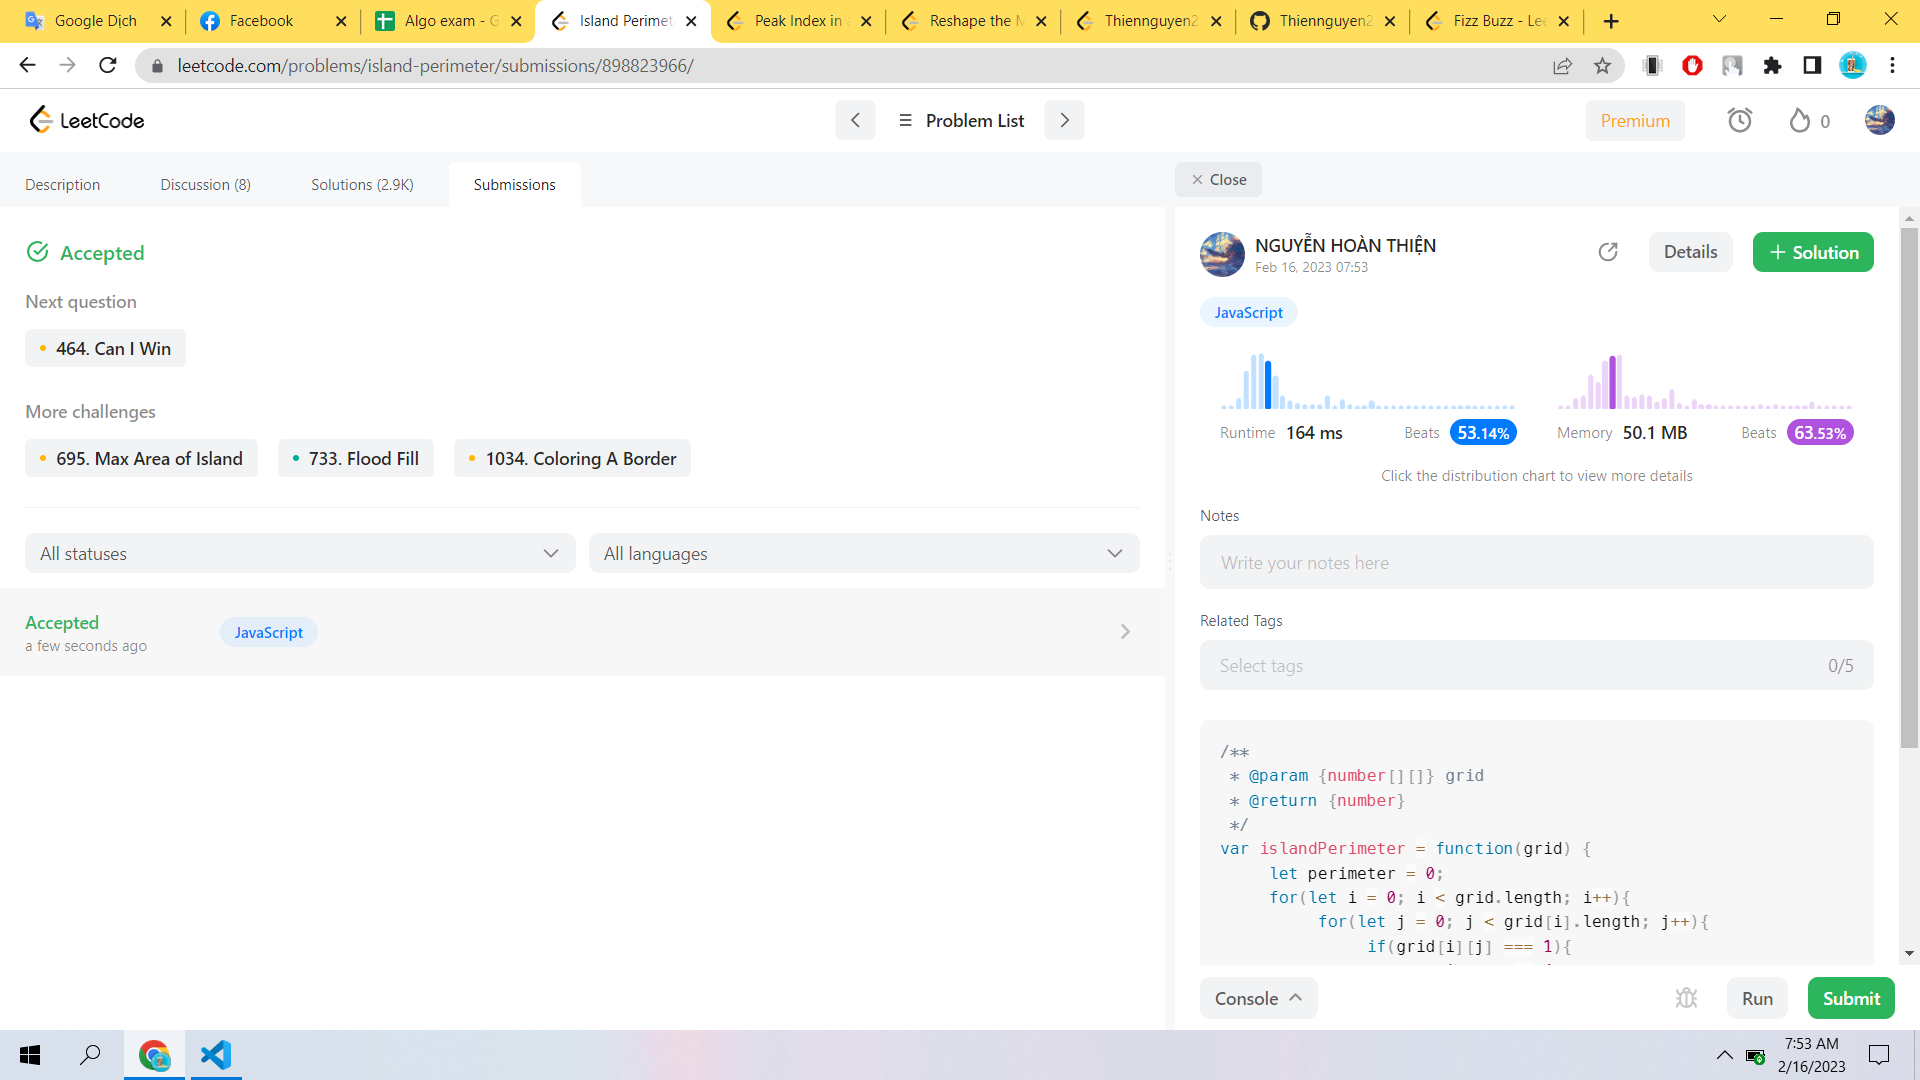 Google Dịch
Facebook
Algo exam - G
Island Perimet
Peak Index in a
Reshape the M
Thiennguyen2
Thiennguyen2
Fizz Buzz - Lee
leetcode.com/problems/island-perimeter/submissions/898823966/
LeetCode
Problem List
Premium
0
Description
Discussion (8)
Solutions (2.9K)
Submissions
Close
Accepted
Next question
464. Can I Win
More challenges
695. Max Area of Island
733. Flood Fill
1034. Coloring A Border
All statuses
All languages
Accepted
a few seconds ago
JavaScript
NGUYỄN HOÀN THIỆN
Feb 16, 2023 07:53
Details
Solution
JavaScript
Runtime 164 ms
Beats 53.14%
Memory 50.1 MB
Beats 63.53%
Click the distribution chart to view more details
Notes
Write your notes here
Related Tags
Select tags
0/5
/**
* @param {number[][]} grid
* @return {number}
*/
var islandPerimeter = function(grid) {
let perimeter = 0;
for(let i = 0; i < grid.length; i++){
for(let j = 0; j < grid[i].length; j++){
if(grid[i][j] === 1){
Console
Run
Submit
7:53 AM
2/16/2023